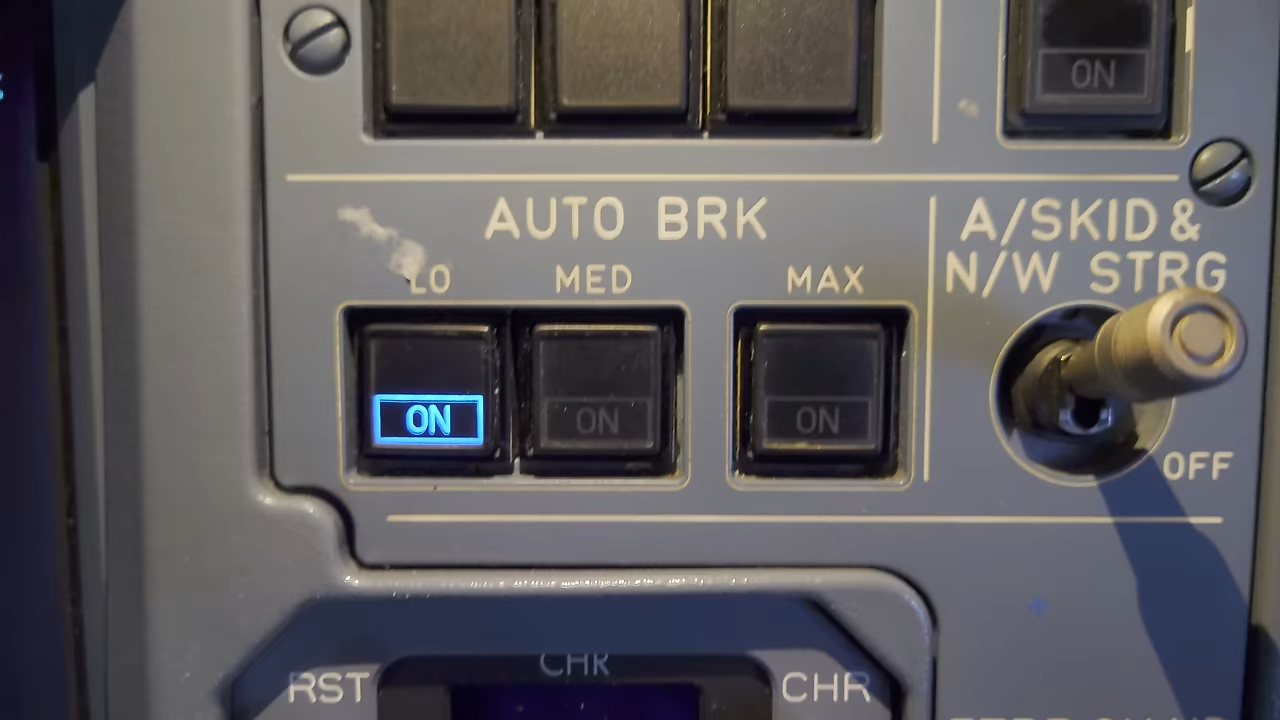 ON
AUTO BRK
A/SKID &
N/W STRG
LO MED MAX
ON ON ON
OFF
CHR
RST CHR